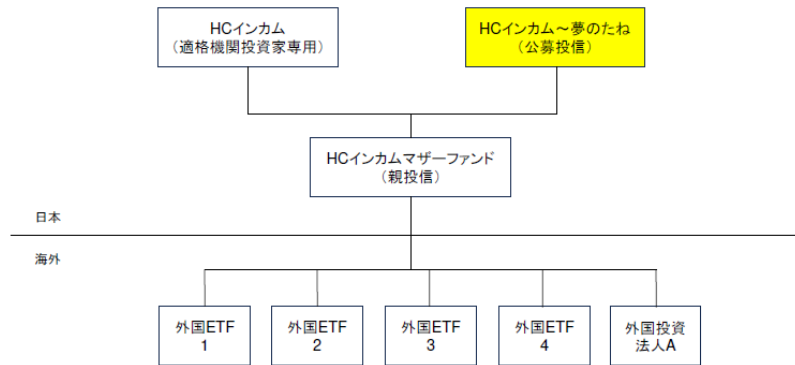 HCインカム
（適格機関投資家専用）
HCインカム～夢のたね
（公募投信）
HCインカムマザーファンド
（親投信）
日本
海外
外国ETF
1
外国ETF
2
外国ETF
3
外国ETF
4
外国投資
法人A